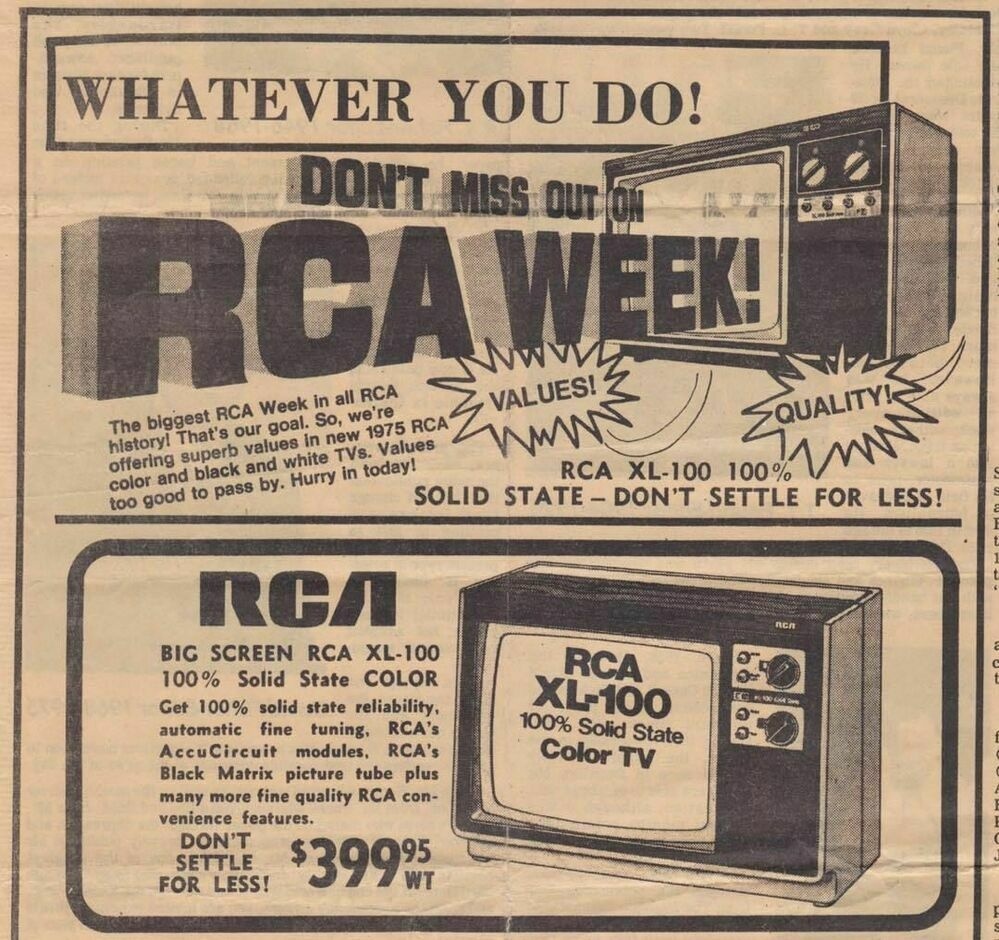 WHATEVER YOU DO!
DON'T MISS OUT ON
RCA WEEK!
VALUES!
QUALITY!
The biggest RCA Week in all RCA
history! That's our goal. So, we're
offering superb values in new 1975 RCA
color and black and white TVs. Values
too good to pass by. Hurry in today!
RCA XL-100 100%
SOLID STATE – DON'T SETTLE FOR LESS!
RCA
BIG SCREEN RCA XL-100
100% Solid State COLOR
Get 100% solid state reliability,
automatic fine tuning, RCA's
AccuCircuit modules, RCA's
Black Matrix picture tube plus
many more fine quality RCA con-
venience features.
DON'T
SETTLE
FOR LESS!
$399 95
WT
RCA
RCA
XL-100
100% Solid State
Color TV